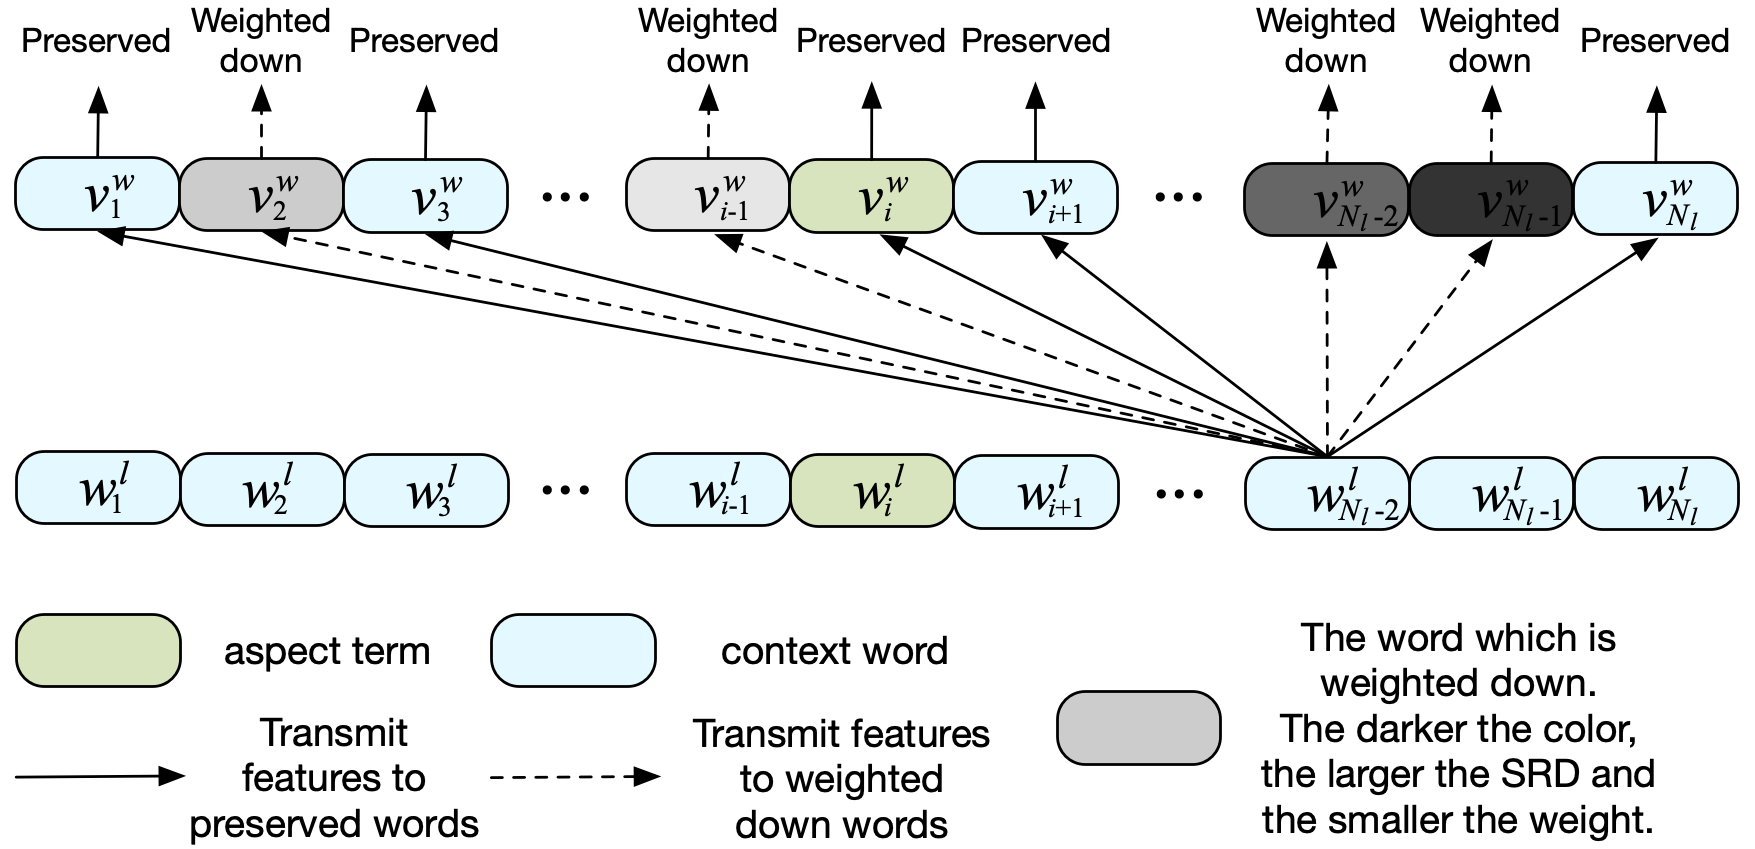 Preserved Weighted down Preserved Weighted down Preserved Preserved Weighted down Weighted down Preserved
v_1^w v_2^w v_3^w ... v_{i-1}^w v_i^w v_{i+1}^w ... v_{N_l-2}^w v_{N_l-1}^w v_{N_l}^w
w_1^l w_2^l w_3^l ... w_{i-1}^l w_i^l w_{i+1}^l ... w_{N_l-2}^l w_{N_l-1}^l w_{N_l}^l
aspect term
context word
Transmit
features to
preserved words
Transmit features
to weighted
down words
The word which is
weighted down.
The darker the color,
the larger the SRD and
the smaller the weight.